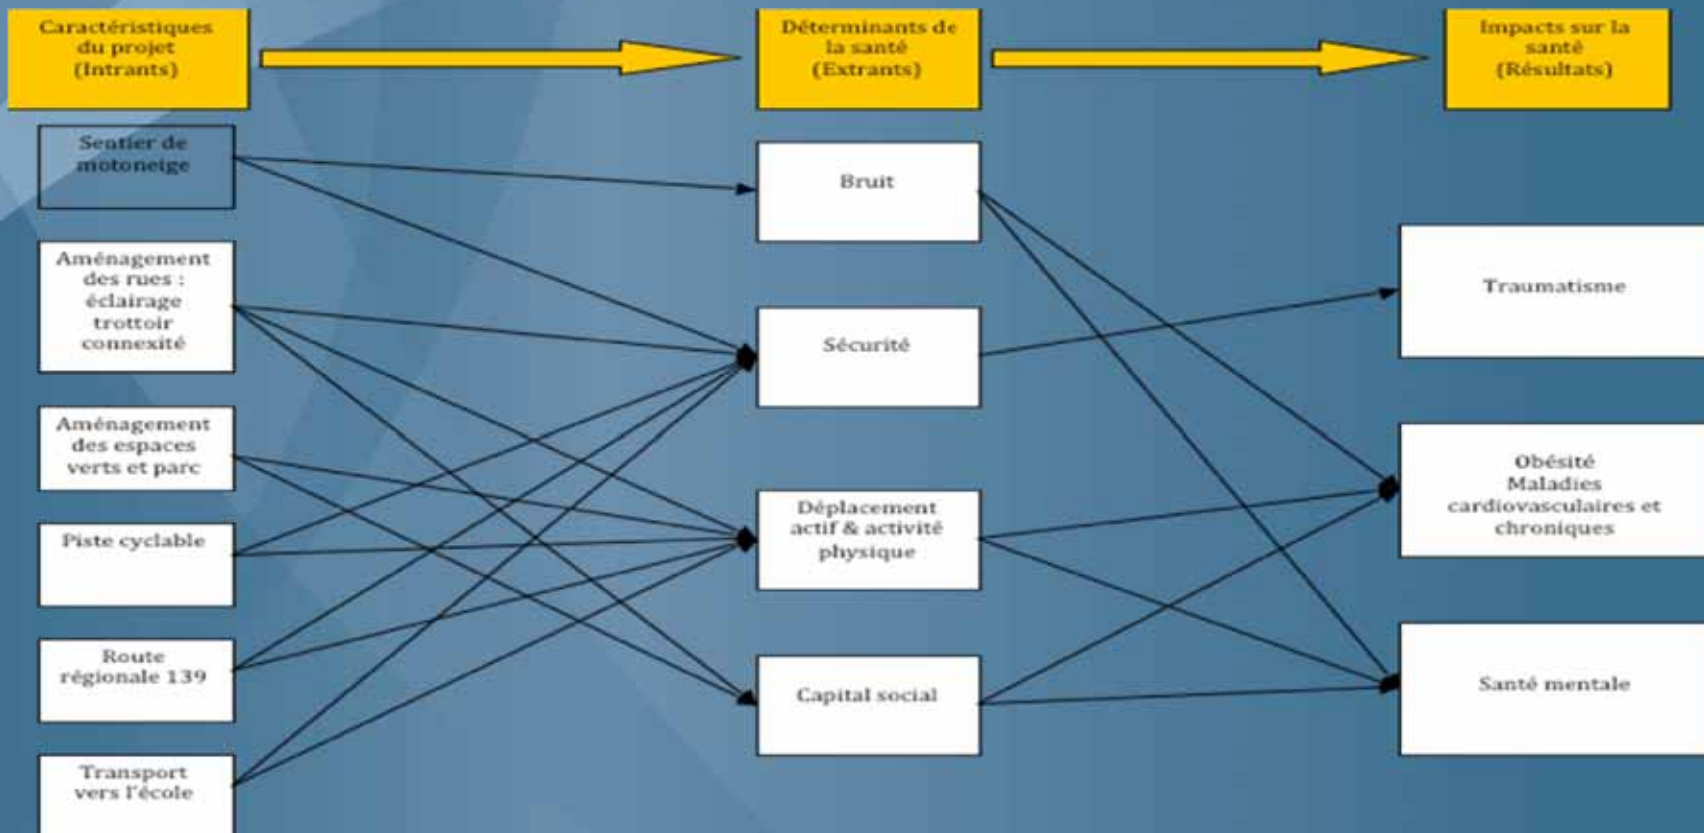 Caractéristiques
du projet
(Intrants)
Déterminants de
la santé
(Extrants)
Impacts sur la
santé
(Résultats)
Sentier de
motoneige
Aménagement
des rues :
éclairage
trottoir
connexité
Aménagement
des espaces
verts et parc
Piste cyclable
Route
régionale 139
Transport
vers l'école
Bruit
Sécurité
Déplacement
actif & activité
physique
Capital social
Traumatisme
Obésité
Maladies
cardiovasculaires et
chroniques
Santé mentale